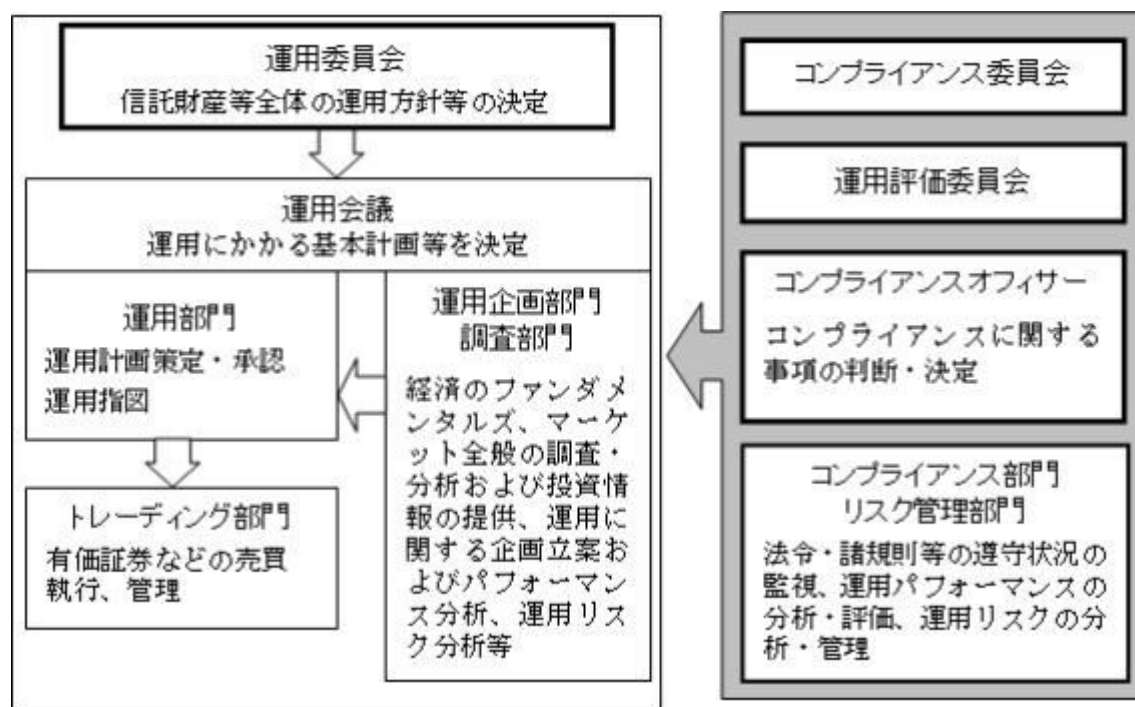 運用委員会
信託財産等全体の運用方針等の決定
運用会議
運用にかかる基本計画等を決定
運用部門
運用計画策定・承認
運用指図
トレーディング部門
有価証券などの売買
執行、管理
運用企画部門
調査部門
経済のファンダメ
ンタルズ、マーケ
ット全般の調査・
分析および投資情
報の提供、運用に
関する企画立案お
よびパフォーマン
ス分析、運用リス
ク分析等
コンプライアンス委員会
運用評価委員会
コンプライアンスオフィサー
コンプライアンスに関する
事項の判断・決定
コンプライアンス部門
リスク管理部門
法令・諸規則等の遵守状況の
監視、運用パフォーマンスの
分析・評価、運用リスクの分
析・管理